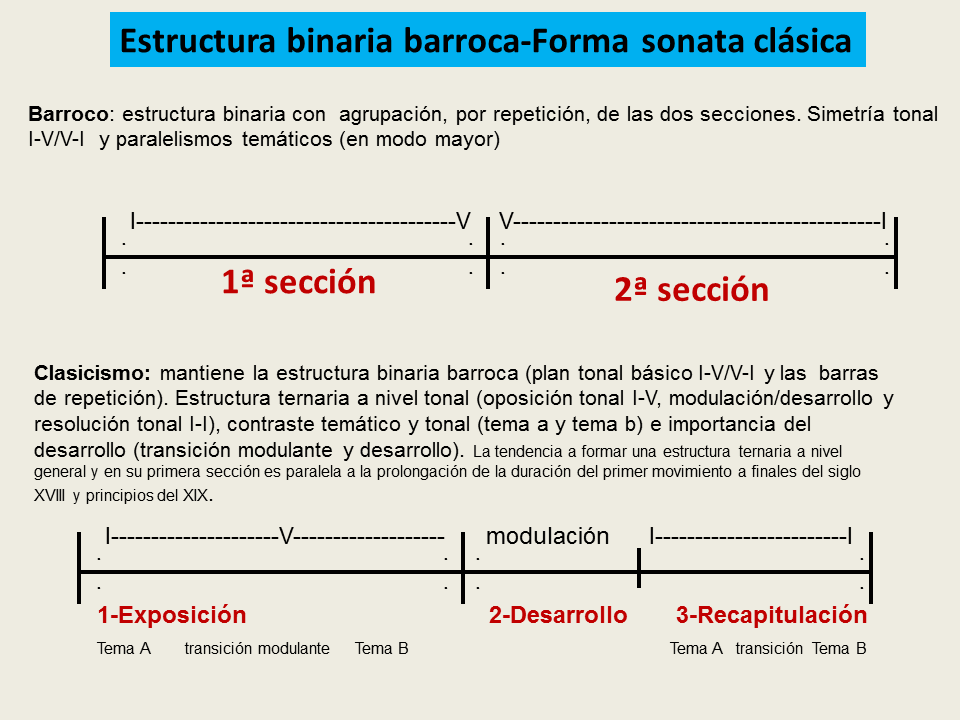 Estructura binaria barroca-Forma sonata clásica
Barroco: estructura binaria con agrupación, por repetición, de las dos secciones. Simetría tonal
I-V/V-I y paralelismos temáticos (en modo mayor)
I----------------------------------------V V----------------------------------------------I
1ª sección
2ª sección
Clasicismo: mantiene la estructura binaria barroca (plan tonal básico I-V/V-I y las barras
de repetición). Estructura ternaria a nivel tonal (oposición tonal I-V, modulación/desarrollo y
resolución tonal I-I), contraste temático y tonal (tema a y tema b) e importancia del
desarrollo (transición modulante y desarrollo). La tendencia a formar una estructura ternaria a nivel
general y en su primera sección es paralela a la prolongación de la duración del primer movimiento a finales del siglo
XVIII y principios del XIX.
I---------------------V------------------- modulación I------------------------I
1-Exposición 2-Desarrollo 3-Recapitulación
Tema A transición modulante Tema B Tema A transición Tema B